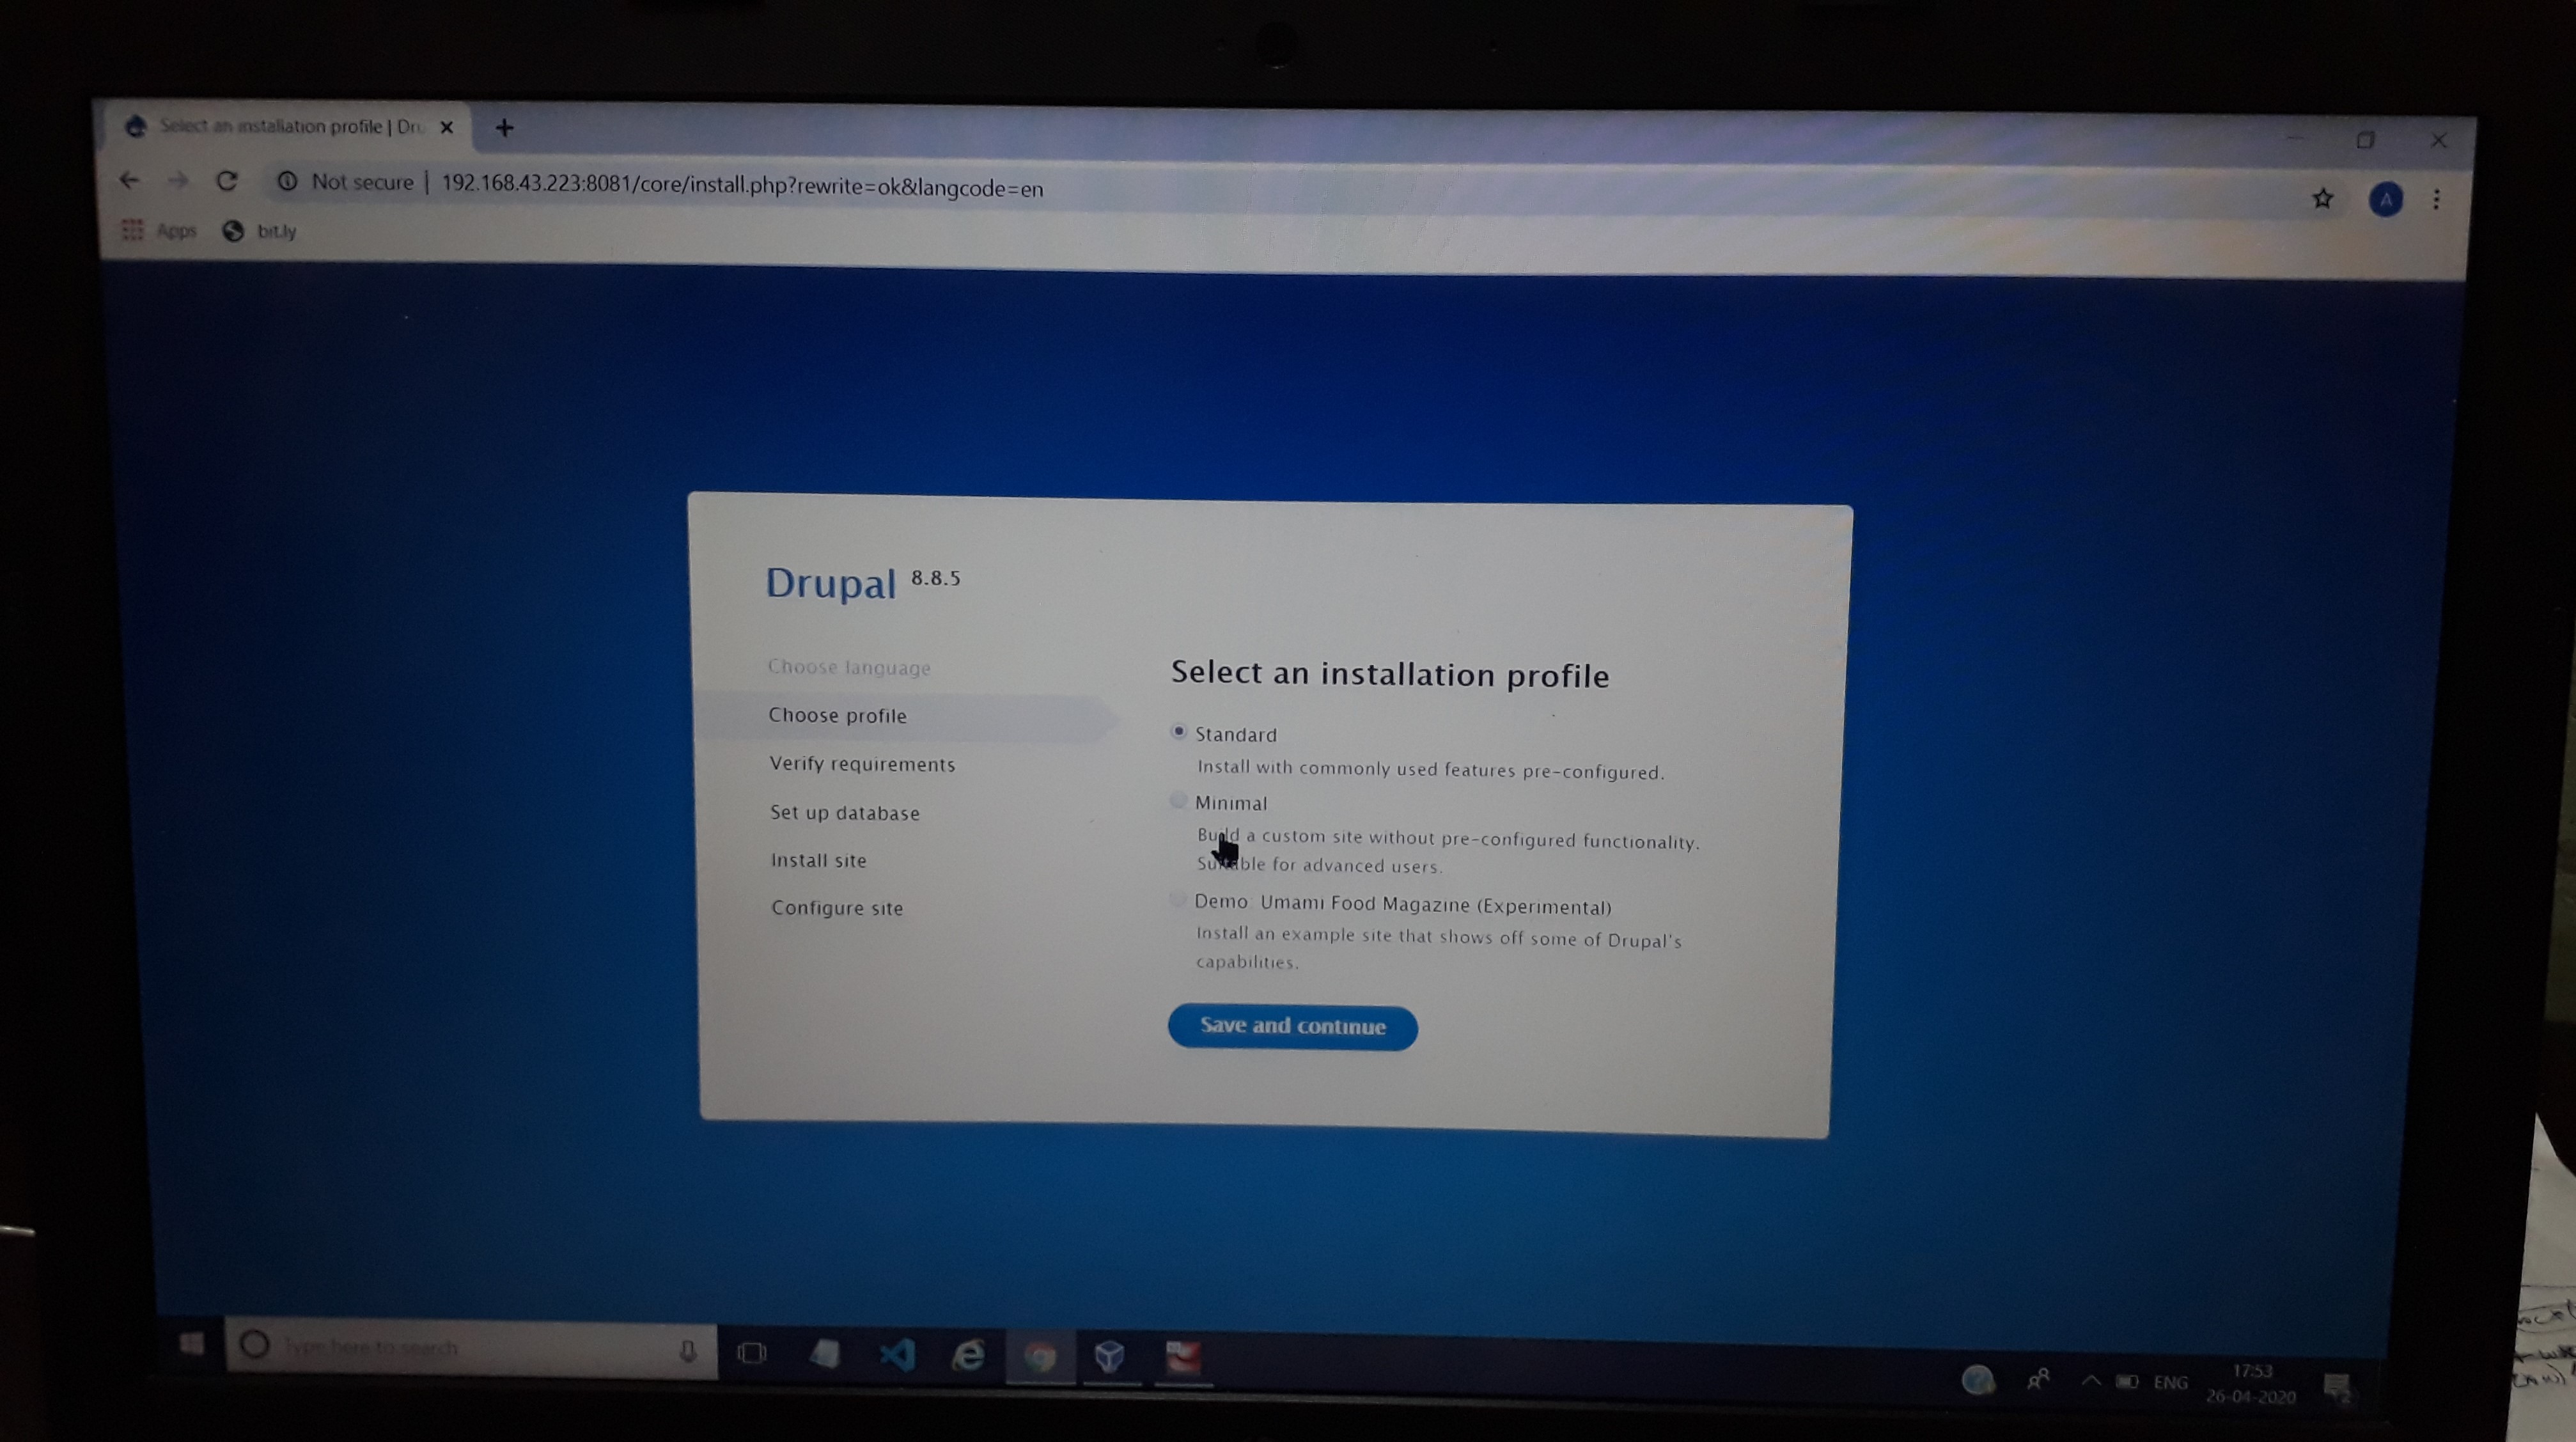 Select an installation profile | Dru
Not secure | 192.168.43.223:8081/core/install.php?rewrite=ok&langcode=en
A
Apps bit.ly
Drupal 8.8.5
Choose language
Choose profile
Verify requirements
Set up database
Install site
Configure site
Select an installation profile
Standard
Install with commonly used features pre-configured.
Minimal
Build a custom site without pre-configured functionality.
Suitable for advanced users.
Demo: Umami Food Magazine (Experimental)
Install an example site that shows off some of Drupal's
capabilities.
Save and continue
Type here to search
ENG
17:53
26-04-2020
2